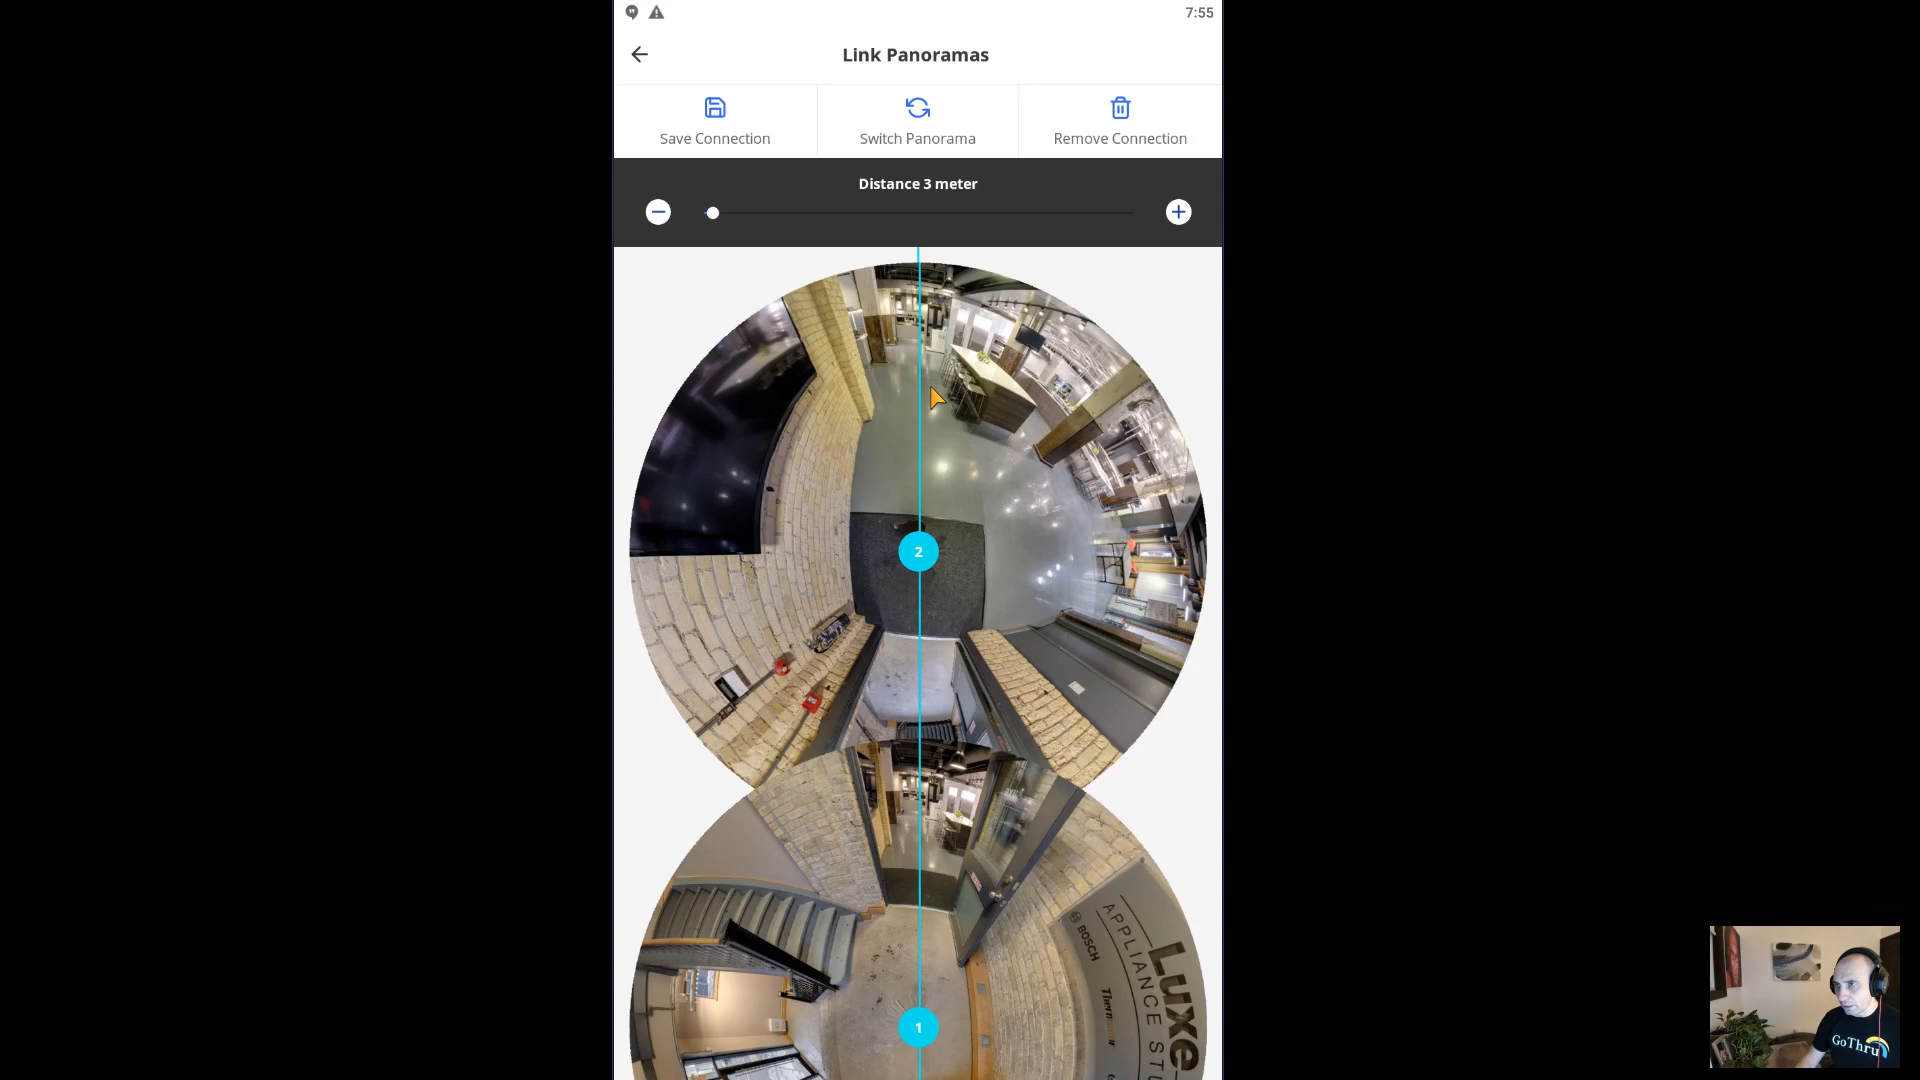 7:55
Link Panoramas
Save Connection
Switch Panorama
Remove Connection
Distance 3 meter
2
1
BOSCH
APPLIANCE STU
Luxe
GoThru